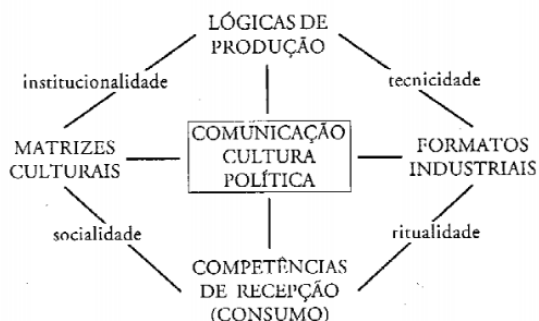 LÓGICAS DE
PRODUÇÃO
institucionalidade
tecnicidade
MATRIZES
CULTURAIS
COMUNICAÇÃO
CULTURA
POLÍTICA
FORMATOS
INDUSTRIAIS
socialidade
ritualidade
COMPETÊNCIAS
DE RECEPÇÃO
(CONSUMO)